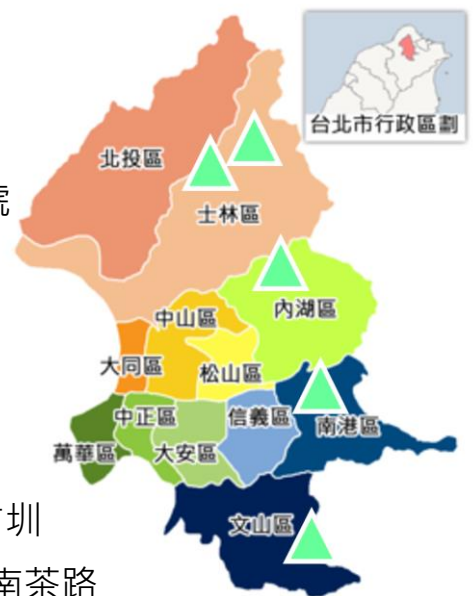 台北市行政區劃
北投區
號
士林區
中山區
內湖區
大同區
松山區
中正區
信義區
南港區
萬華區
大安區
圳
文山區
南茶路